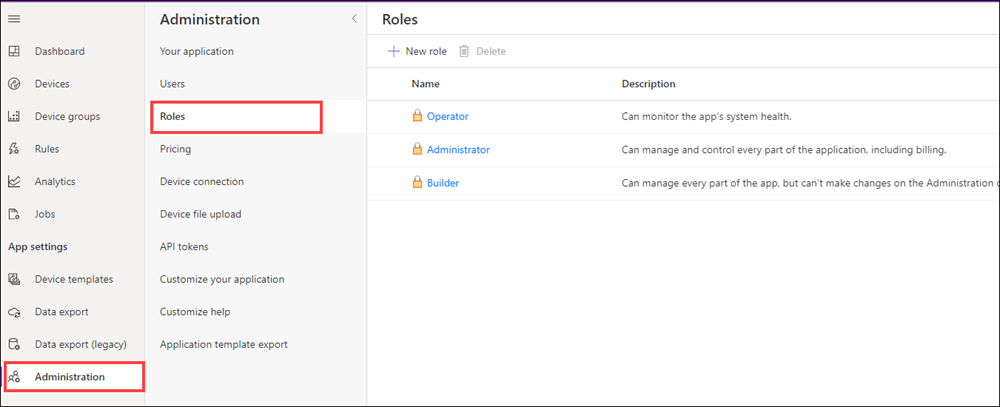 Dashboard
Devices
Device groups
Rules
Analytics
Jobs
App settings
Device templates
Data export
Data export (legacy)
Administration
Administration
Your application
Users
Roles
Pricing
Device connection
Device file upload
API tokens
Customize your application
Customize help
Application template export
Roles
New role Delete
Name Description
Operator Can monitor the app's system health.
Administrator Can manage and control every part of the application, including billing.
Builder Can manage every part of the app, but can't make changes on the Administration